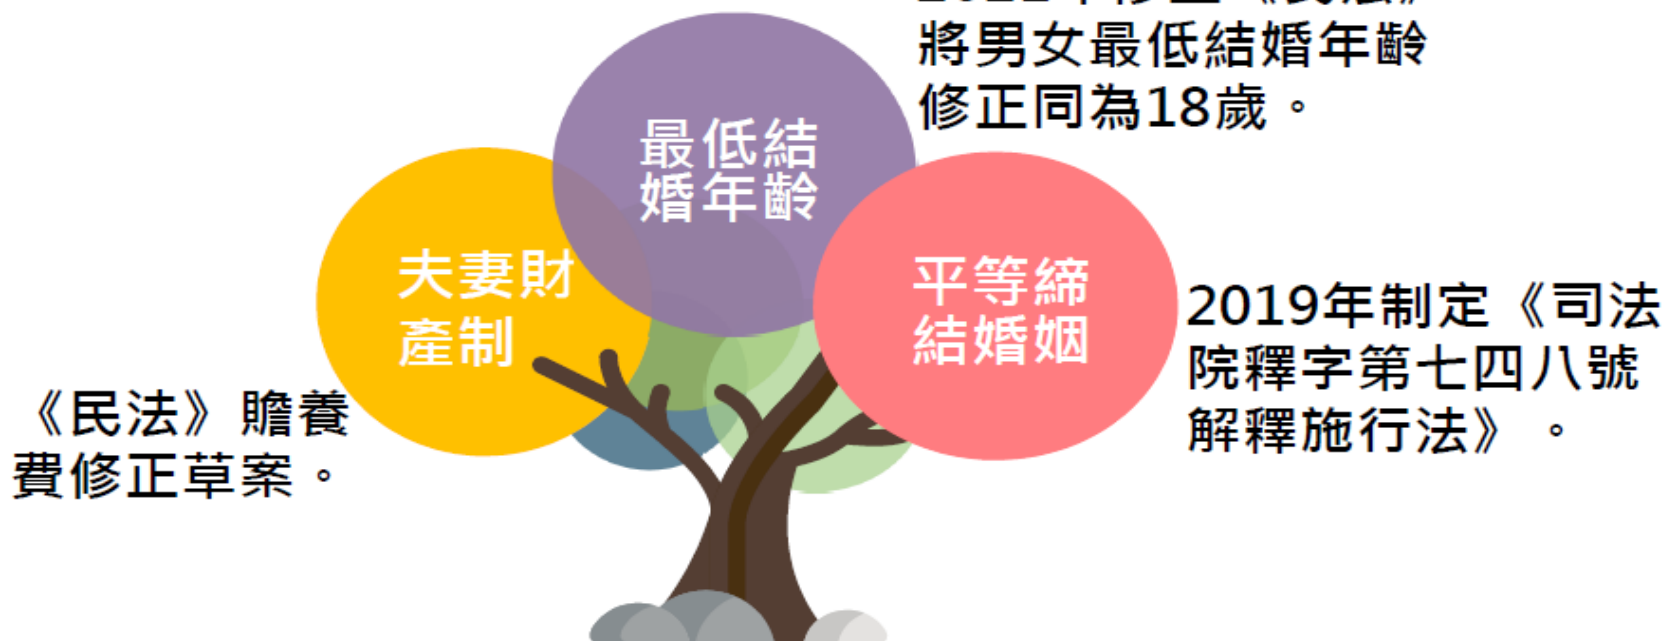 將男女最低結婚年齡
修正同為18歲。
最低結
婚年齡
夫妻財
產制
平等締
結婚姻
2019年制定《司法
院釋字第七四八號
解釋施行法》。
《民法》贍養
費修正草案。